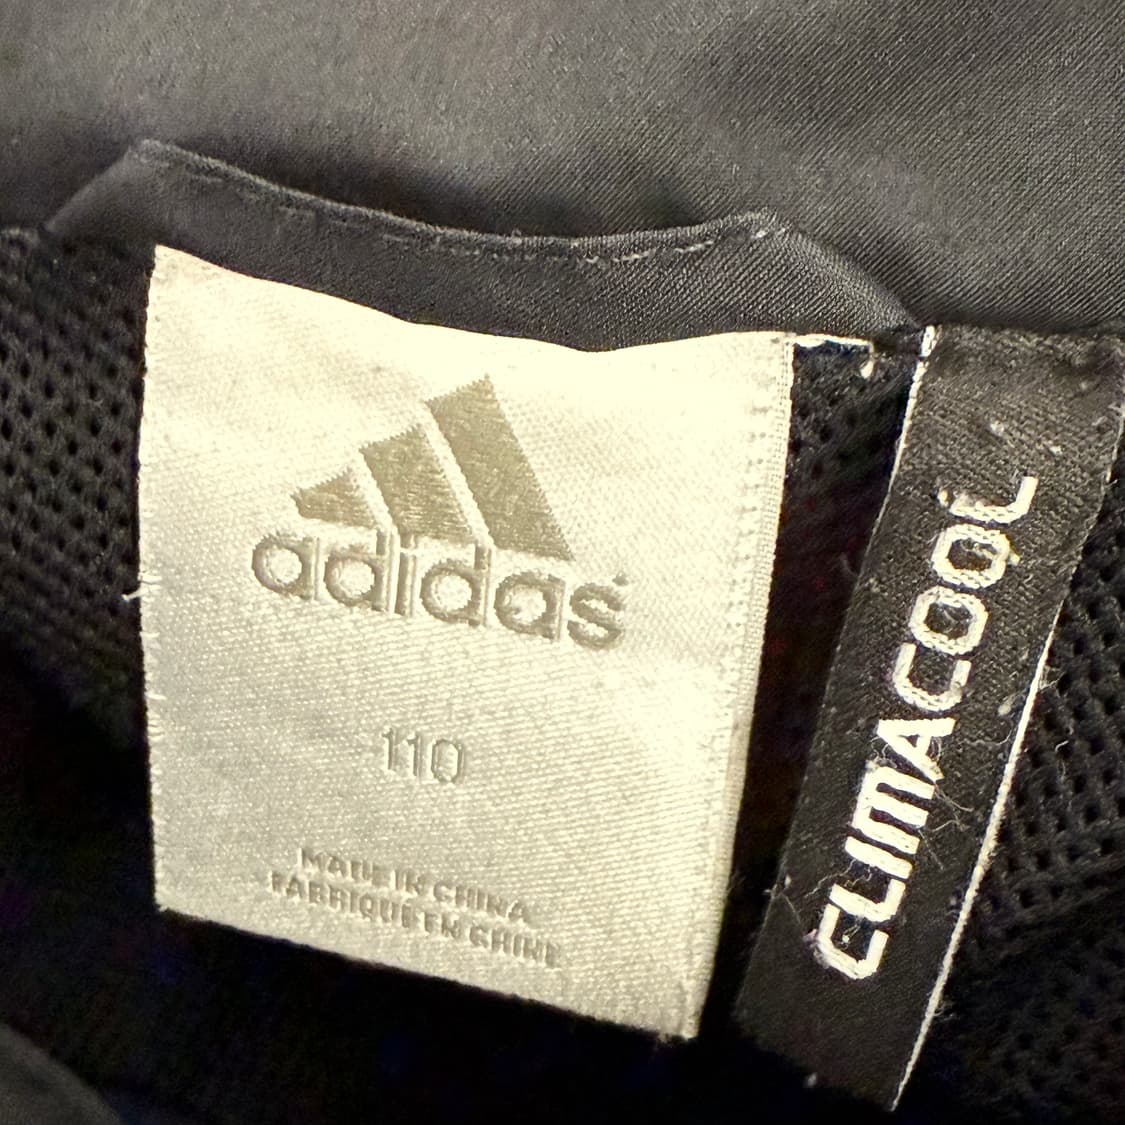 adidas
110
MADE IN CHINA
FABRIQUÉ EN CHINE
CLIMACOOL